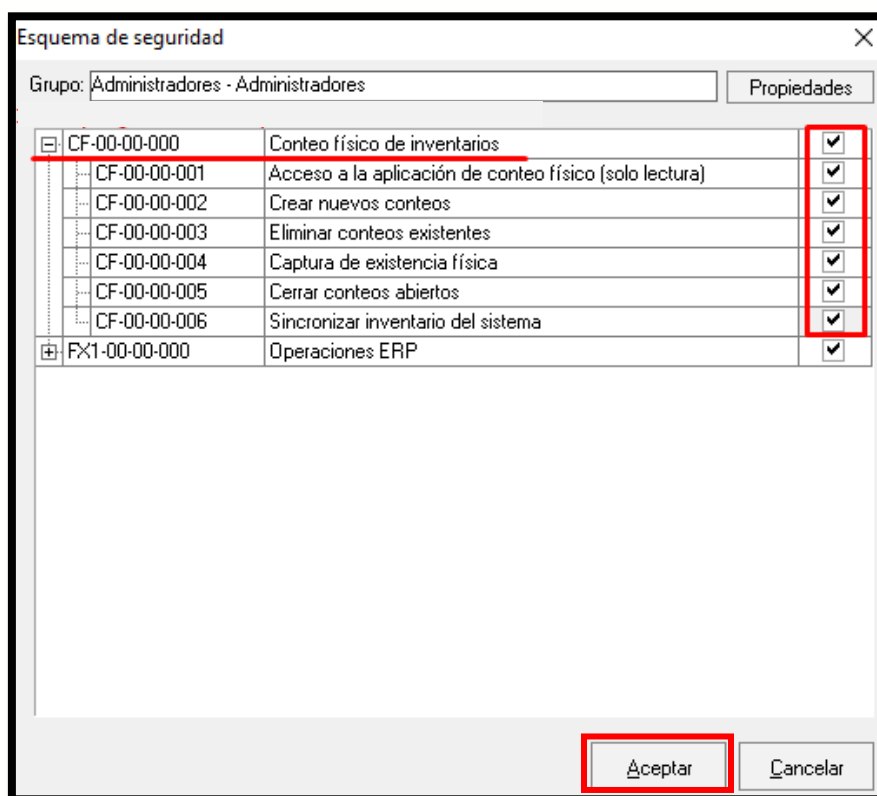 Esquema de seguridad
Grupo: Administradores - Administradores Propiedades
CF-00-00-000 Conteo físico de inventarios
CF-00-00-001 Acceso a la aplicación de conteo físico (solo lectura)
CF-00-00-002 Crear nuevos conteos
CF-00-00-003 Eliminar conteos existentes
CF-00-00-004 Captura de existencia física
CF-00-00-005 Cerrar conteos abiertos
CF-00-00-006 Sincronizar inventario del sistema
FX1-00-00-000 Operaciones ERP
Aceptar Cancelar